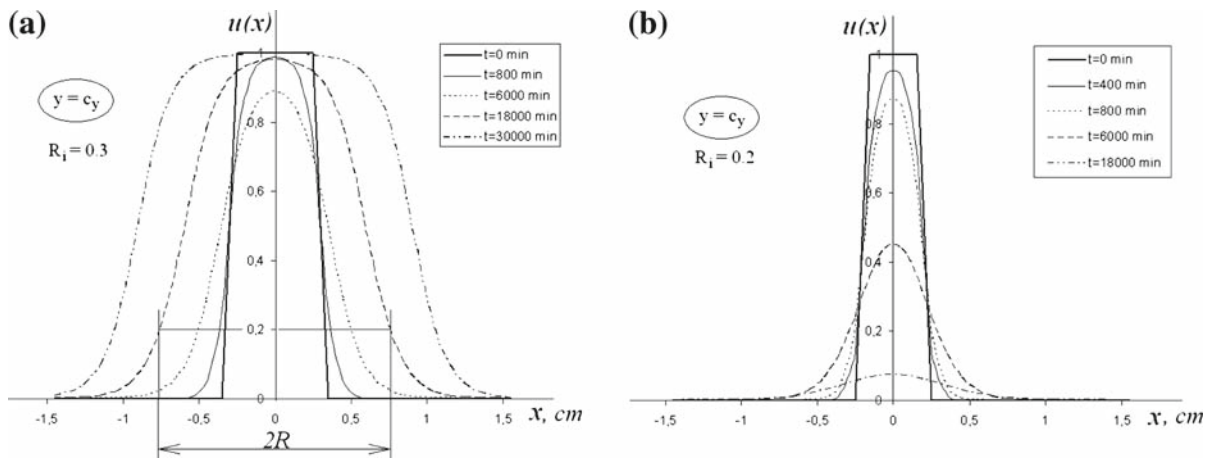 (a)
u(x)
y = c_y
R_i = 0.3
t=0 min
t=800 min
t=6000 min
t=18000 min
t=30000 min
1
0,8
0,6
0,4
0,2
0
-1,5
-1
-0,5
0
0,5
1
1,5
x, cm
2R
(b)
u(x)
y = c_y
R_i = 0.2
t=0 min
t=400 min
t=800 min
t=6000 min
t=18000 min
1
0,8
0,6
0,4
0,2
0
-1,5
-1
-0,5
0
0,5
1
1,5
x, cm